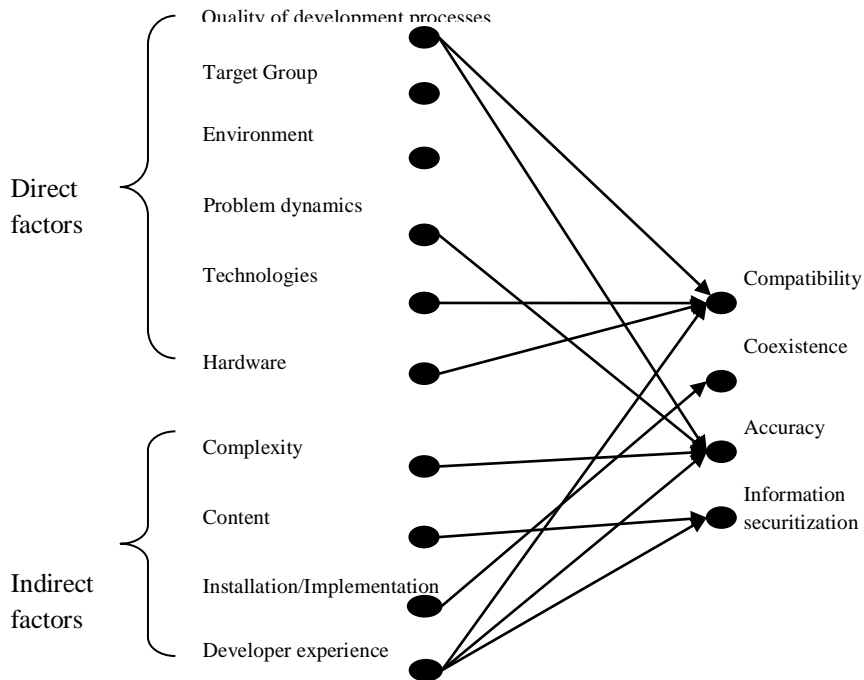 Quality of development processes
Target Group
Environment
Direct
factors
Problem dynamics
Technologies
Hardware
Compatibility
Coexistence
Accuracy
Information
securitization
Complexity
Content
Indirect
factors
Installation/Implementation
Developer experience